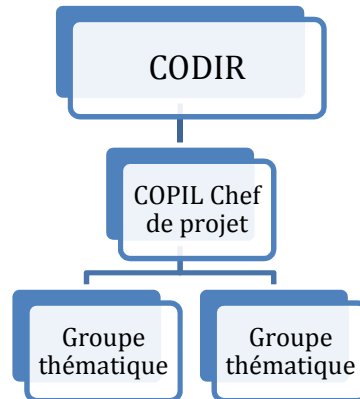 CODIR
COPIL Chef
de projet
Groupe
thématique
Groupe
thématique